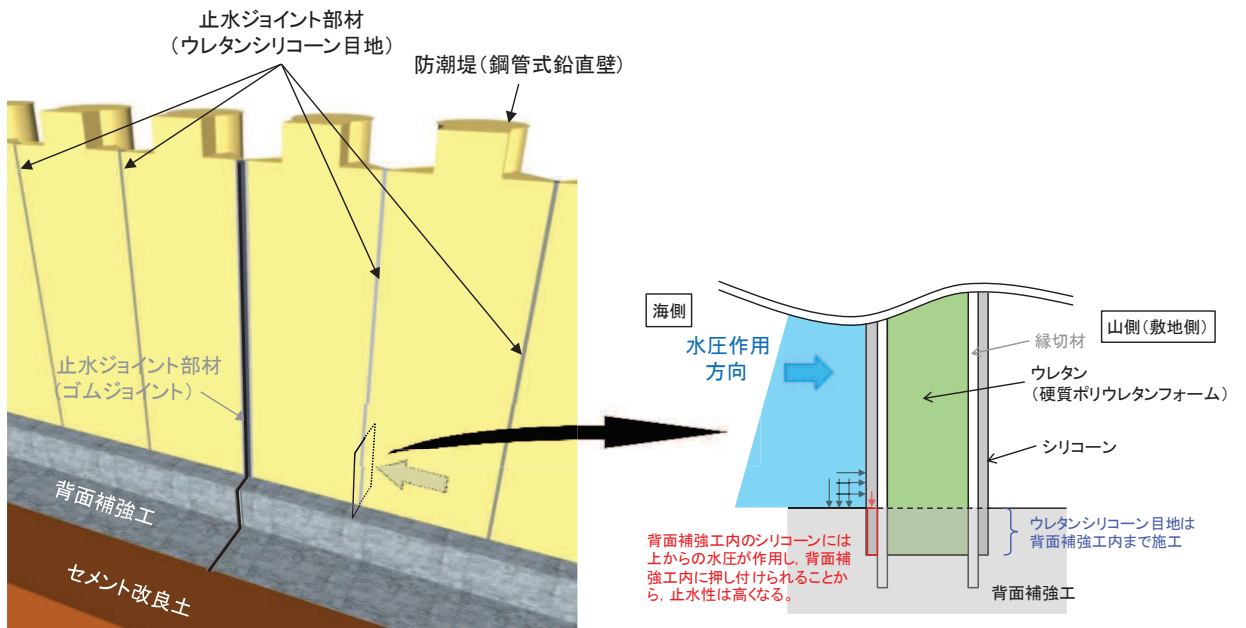 止水ジョイント部材
（ウレタンシリコーン目地）
防潮堤（鋼管式鉛直壁）
止水ジョイント部材
（ゴムジョイント）
背面補強工
セメント改良土
海側
水圧作用
方向
山側（敷地側）
縁切材
ウレタン
（硬質ポリウレタンフォーム）
シリコーン
背面補強工内のシリコーンには
上からの水圧が作用し，背面補
強工内に押し付けられることか
ら，止水性は高くなる。
ウレタンシリコーン目地は
背面補強工内まで施工
背面補強工